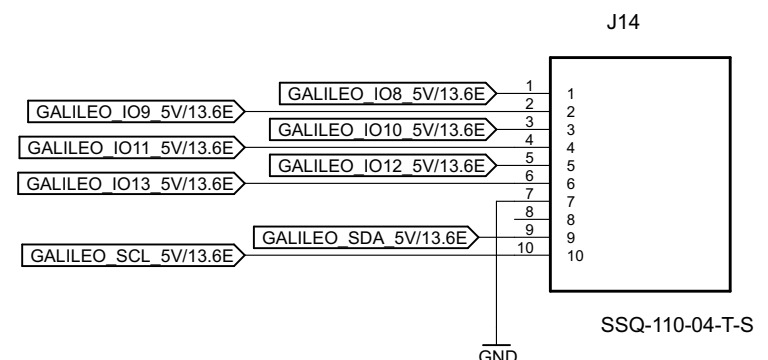 J14
GALILEO_IO8_5V/13.6E 1 1
GALILEO_IO9_5V/13.6E 2 2
GALILEO_IO10_5V/13.6E 3 3
GALILEO_IO11_5V/13.6E 4 4
GALILEO_IO12_5V/13.6E 5 5
GALILEO_IO13_5V/13.6E 6 6
7 7
8 8
GALILEO_SDA_5V/13.6E 9 9
GALILEO_SCL_5V/13.6E 10 10
SSQ-110-04-T-S
GND